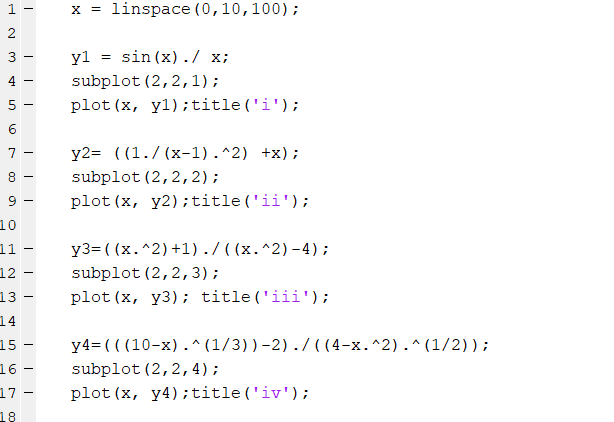 1 – x = linspace(0,10,100);
2
3 – y1 = sin(x)./ x;
4 – subplot(2,2,1);
5 – plot(x, y1);title('i');
6
7 – y2= ((1./(x-1).^2) +x);
8 – subplot(2,2,2);
9 – plot(x, y2);title('ii');
10
11 – y3=((x.^2)+1)./((x.^2)-4);
12 – subplot(2,2,3);
13 – plot(x, y3); title('iii');
14
15 – y4=(((10-x).^(1/3))-2)./((4-x.^2).^(1/2));
16 – subplot(2,2,4);
17 – plot(x, y4);title('iv');
18